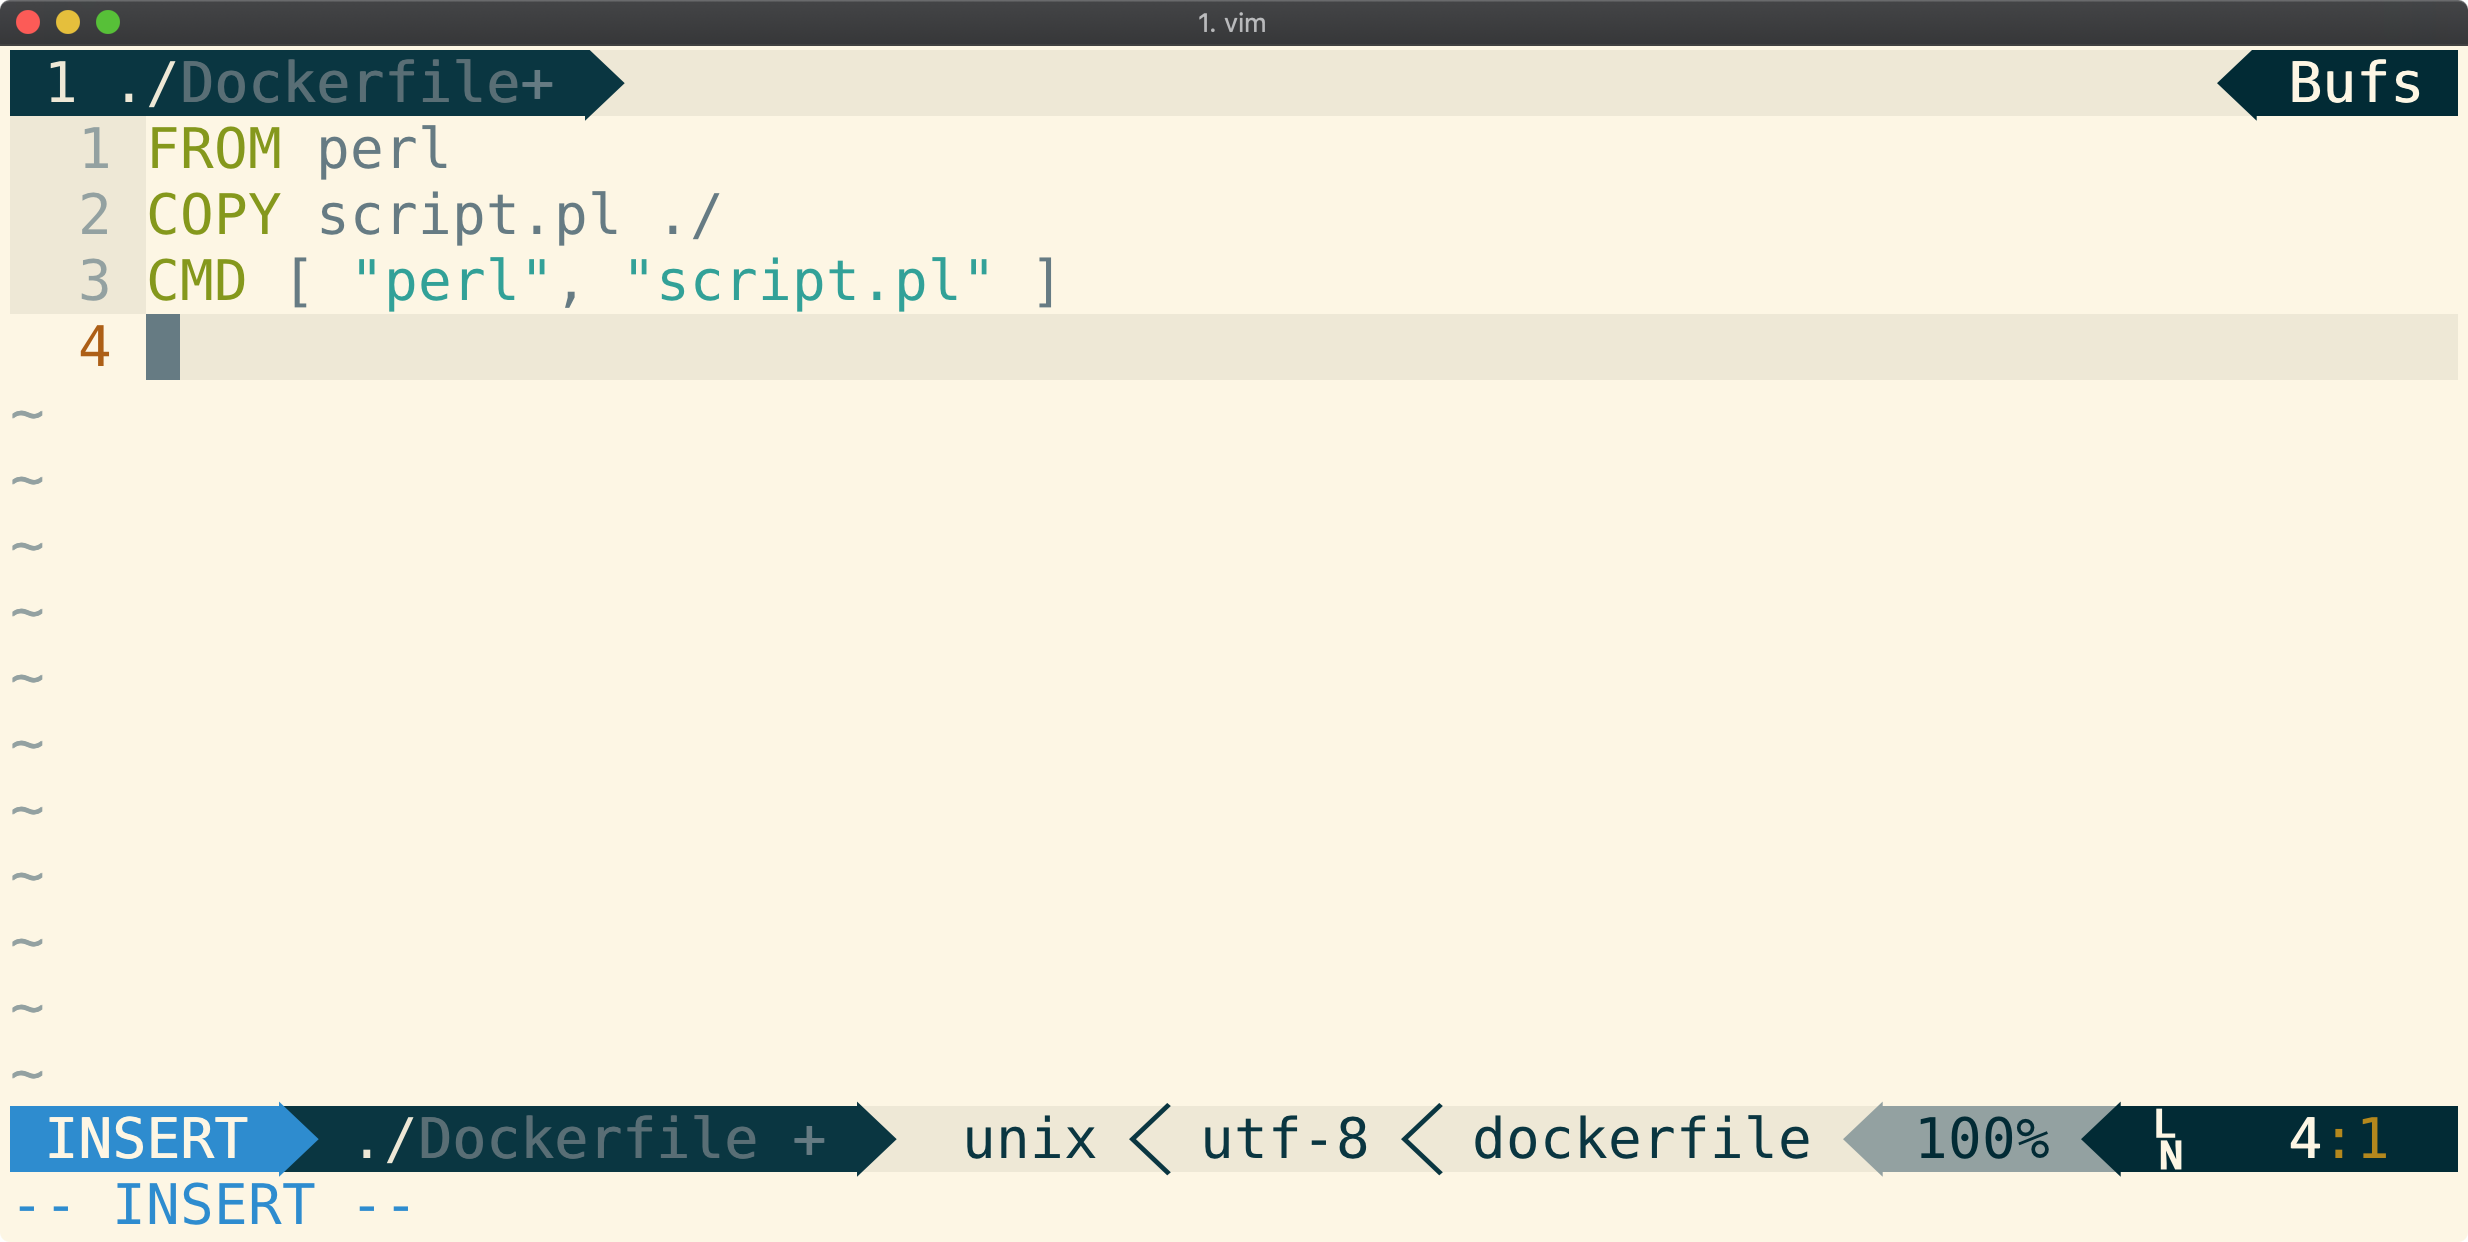 1. vim
1 ./Dockerfile+ Bufs
1 FROM perl
2 COPY script.pl ./
3 CMD [ "perl", "script.pl" ]
4
~
~
~
~
~
~
~
~
~
~
~
INSERT ./Dockerfile + unix utf-8 dockerfile 100% LN 4:1
-- INSERT --